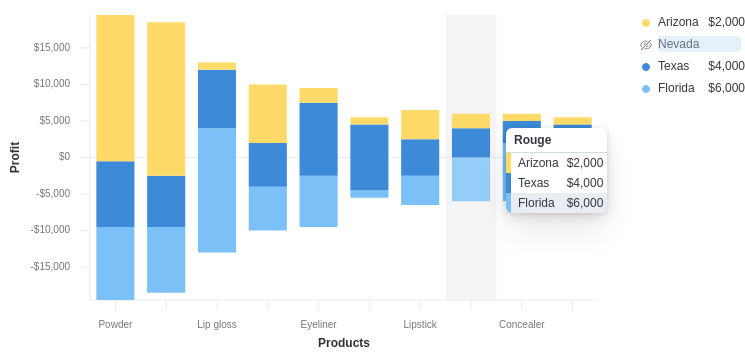 Arizona $2,000
Nevada
Texas $4,000
Florida $6,000
Profit
$15,000
$10,000
$5,000
$0
-$5,000
-$10,000
-$15,000
Rouge
Arizona $2,000
Texas $4,000
Florida $6,000
Powder
Lip gloss
Eyeliner
Lipstick
Concealer
Products